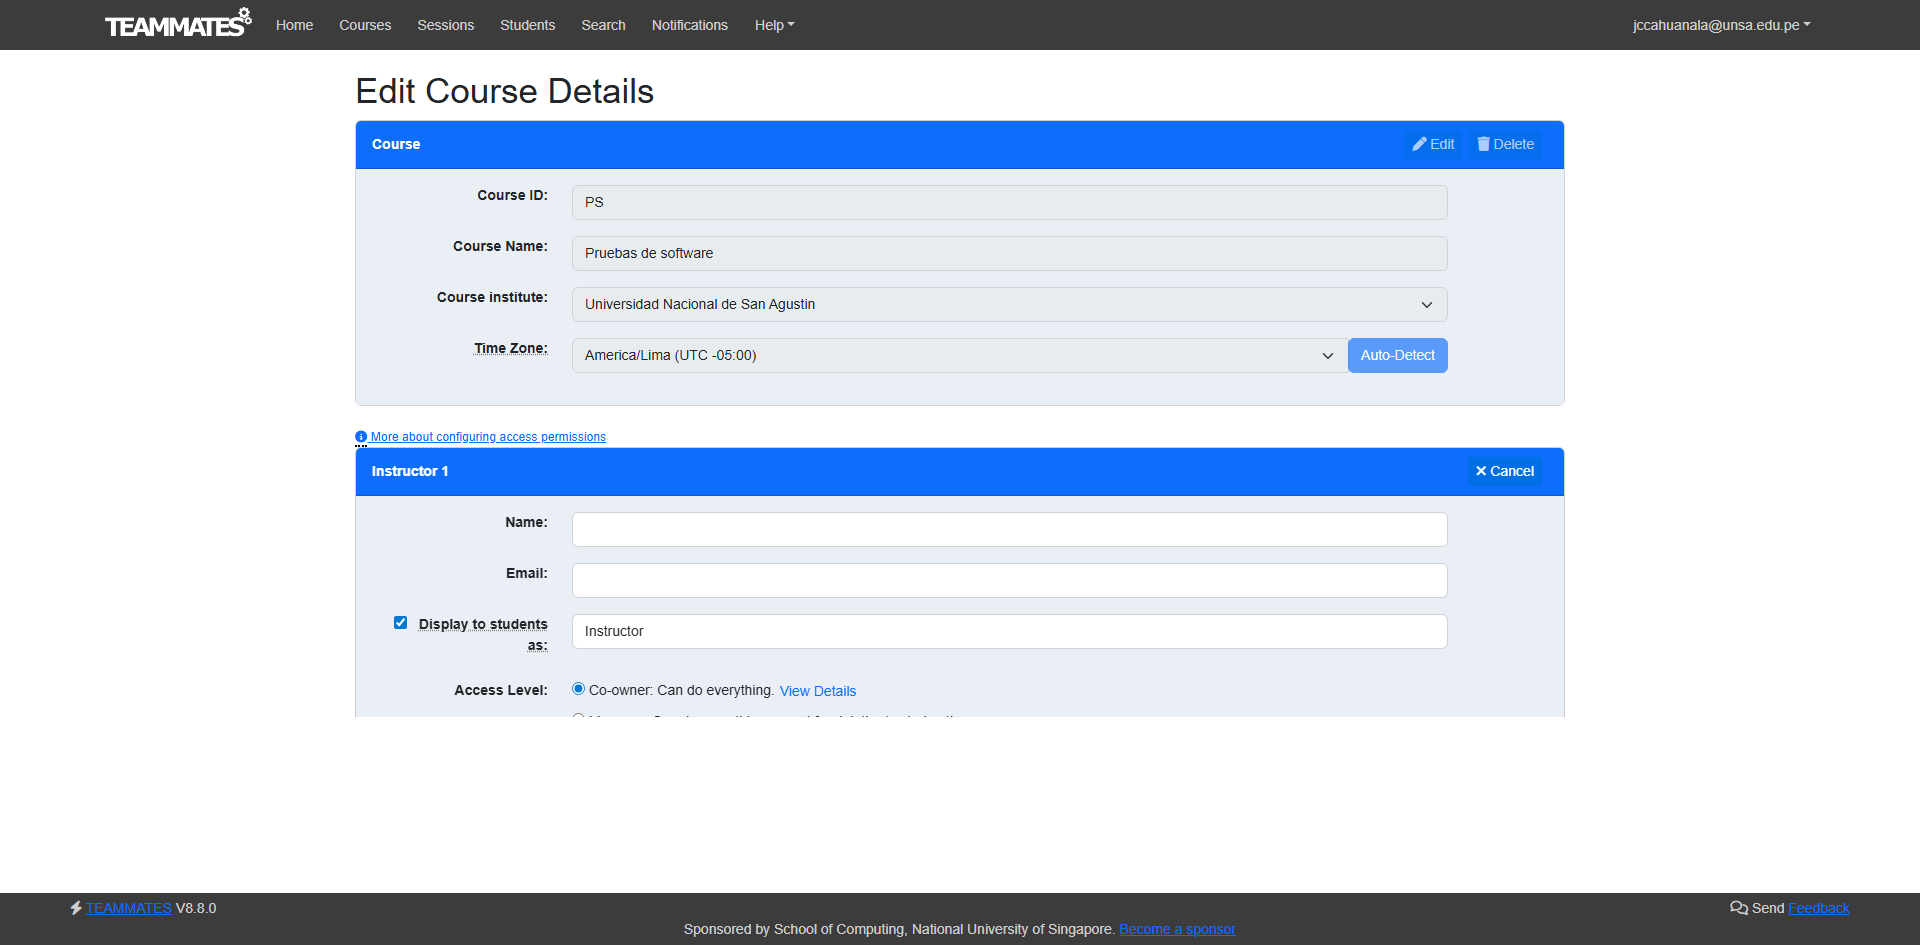 TEAMMATES Home Courses Sessions Students Search Notifications Help jccahuanala@unsa.edu.pe
Edit Course Details
Course Edit Delete
Course ID: PS
Course Name: Pruebas de software
Course institute: Universidad Nacional de San Agustin
Time Zone: America/Lima (UTC -05:00) Auto-Detect
More about configuring access permissions
Instructor 1 Cancel
Name:
Email:
Display to students as: Instructor
Access Level: Co-owner: Can do everything. View Details
TEAMMATES V8.8.0 Send Feedback
Sponsored by School of Computing, National University of Singapore. Become a sponsor